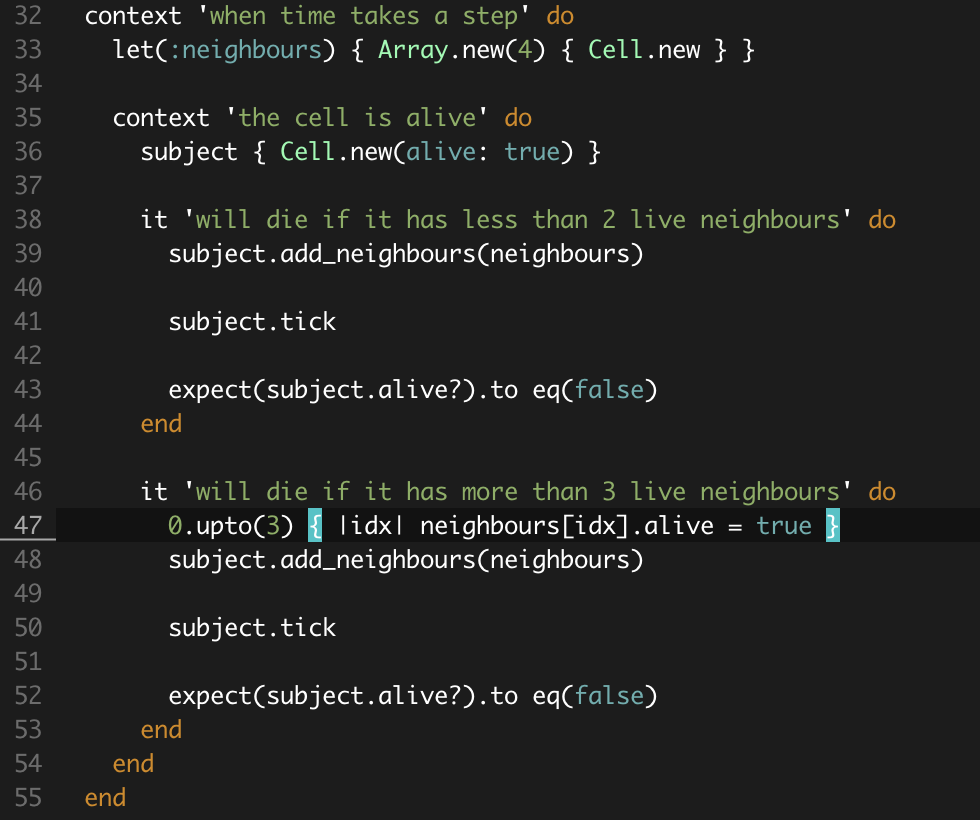 32 context 'when time takes a step' do
33 let(:neighbours) { Array.new(4) { Cell.new } }
34
35 context 'the cell is alive' do
36 subject { Cell.new(alive: true) }
37
38 it 'will die if it has less than 2 live neighbours' do
39 subject.add_neighbours(neighbours)
40
41 subject.tick
42
43 expect(subject.alive?).to eq(false)
44 end
45
46 it 'will die if it has more than 3 live neighbours' do
47 0.upto(3) { |idx| neighbours[idx].alive = true }
48 subject.add_neighbours(neighbours)
49
50 subject.tick
51
52 expect(subject.alive?).to eq(false)
53 end
54 end
55 end